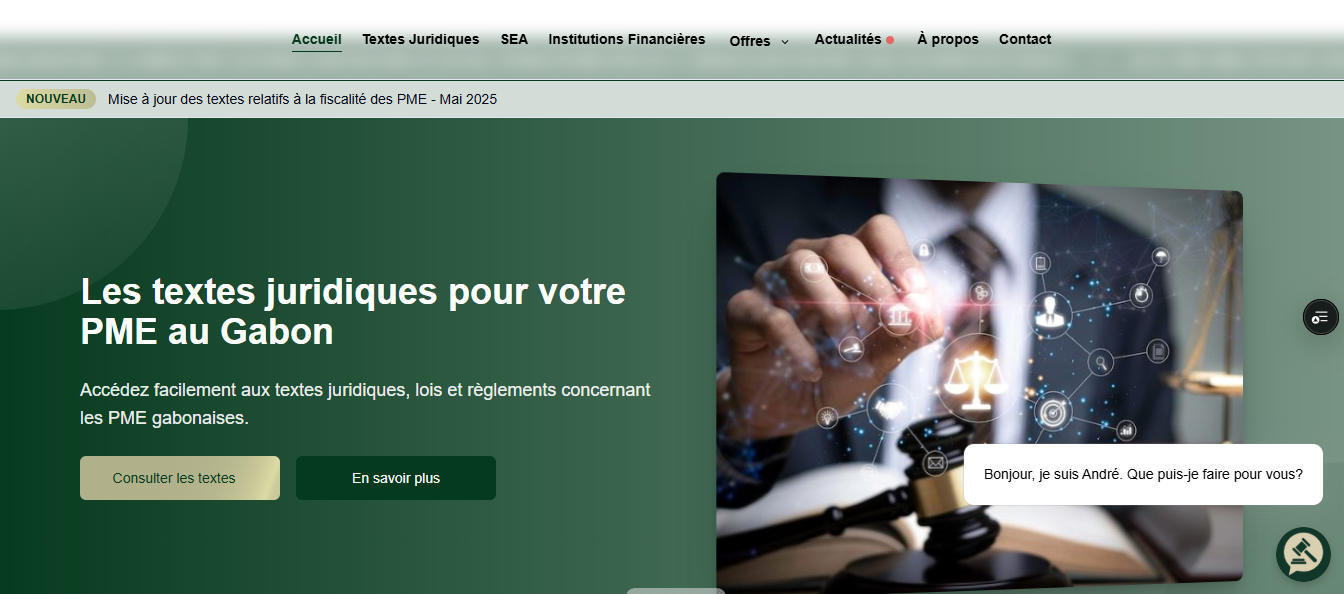 Accueil Textes Juridiques SEA Institutions Financières Offres Actualités À propos Contact
NOUVEAU Mise à jour des textes relatifs à la fiscalité des PME - Mai 2025
Les textes juridiques pour votre
PME au Gabon
Accédez facilement aux textes juridiques, lois et règlements concernant
les PME gabonaises.
Consulter les textes En savoir plus
Bonjour, je suis André. Que puis-je faire pour vous?